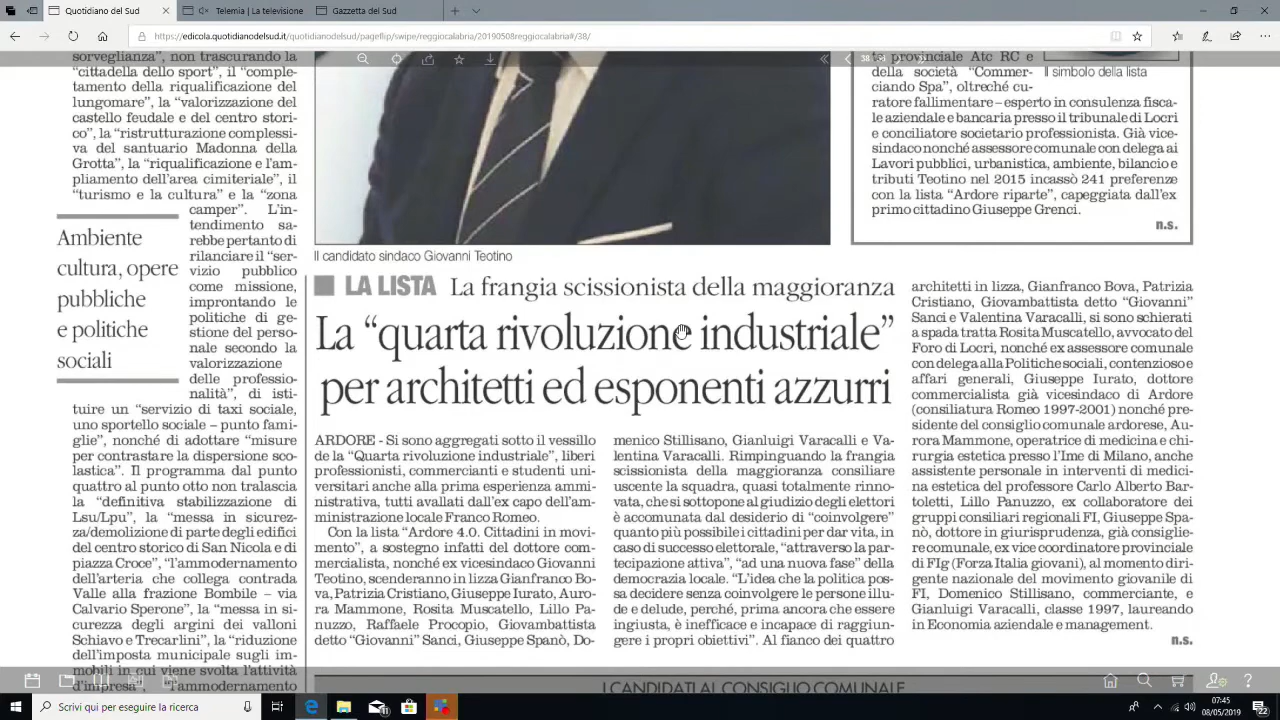 Quotidiano del Sud
Telepiù - La televisione
Gazzetta del Sud
https://edicola.quotidianodelsud.it/quotidianodelsud/pageflip/swipe/reggiocalabria/20190508reggiocalabria#/38/
sorveglianza”, non trascurando la
“cittadella dello sport”, il “comple-
tamento della riqualificazione del
lungomare”, la “valorizzazione del
castello feudale e del centro stori-
co”, la “ristrutturazione complessi-
va del santuario Madonna della
Grotta”, la “riqualificazione e l’am-
pliamento dell’area cimiteriale”, il
“turismo e la cultura” e la “zona
camper”. L’in-
tendimento sa-
rebbe pertanto di
rilanciare il “ser-
vizio pubblico
come missione,
improntando le
politiche di ge-
stione del perso-
nale secondo la
valorizzazione
delle professio-
nalità”, di isti-
tuire un “servizio di taxi sociale,
uno sportello sociale – punto fami-
glie”, nonché di adottare “misure
per contrastare la dispersione sco-
lastica”. Il programma dal punto
quattro al punto otto non tralascia
la “definitiva stabilizzazione di
Lsu/Lpu”, la “messa in sicurez-
za/demolizione di parte degli edifici
del centro storico di San Nicola e di
piazza Croce”, “l’ammodernamento
dell’arteria che collega contrada
Valle alla frazione Bombile – via
Calvario Sperone”, la “messa in si-
curezza degli argini dei valloni
Schiavo e Trecarlini”, la “riduzione
dell’imposta municipale sugli im-
mobili in cui viene svolta l’attività
d’impresa”, “l’ammodernamento
Ambiente
cultura, opere
pubbliche
e politiche
sociali
Il candidato sindaco Giovanni Teotino
LA LISTA La frangia scissionista della maggioranza
La “quarta rivoluzione industriale”
per architetti ed esponenti azzurri
ARDORE - Si sono aggregati sotto il vessillo
de la “Quarta rivoluzione industriale”, liberi
professionisti, commercianti e studenti uni-
versitari anche alla prima esperienza ammi-
nistrativa, tutti avallati dall’ex capo dell’am-
ministrazione locale Franco Romeo.
Con la lista “Ardore 4.0. Cittadini in movi-
mento”, a sostegno infatti del dottore com-
mercialista, nonché ex vicesindaco Giovanni
Teotino, scenderanno in lizza Gianfranco Bo-
va, Patrizia Cristiano, Giuseppe Iurato, Auro-
ra Mammone, Rosita Muscatello, Lillo Pa-
nuzzo, Raffaele Procopio, Giovambattista
detto “Giovanni” Sanci, Giuseppe Spanò, Do-
menico Stillisano, Gianluigi Varacalli e Va-
lentina Varacalli. Rimpinguando la frangia
scissionista della maggioranza consiliare
uscente la squadra, quasi totalmente rinno-
vata, che si sottopone al giudizio degli elettori
è accomunata dal desiderio di “coinvolgere”
quanto più possibile i cittadini per dar vita, in
caso di successo elettorale, “attraverso la par-
tecipazione attiva”, “ad una nuova fase” della
democrazia locale. “L’idea che la politica pos-
sa decidere senza coinvolgere le persone illu-
de e delude, perché, prima ancora che essere
ingiusta, è inefficace e incapace di raggiun-
gere i propri obiettivi”. Al fianco dei quattro
architetti in lizza, Gianfranco Bova, Patrizia
Cristiano, Giovambattista detto “Giovanni”
Sanci e Valentina Varacalli, si sono schierati
a spada tratta Rosita Muscatello, avvocato del
Foro di Locri, nonché ex assessore comunale
con delega alla Politiche sociali, contenzioso e
affari generali, Giuseppe Iurato, dottore
commercialista già vicesindaco di Ardore
(consiliatura Romeo 1997-2001) nonché pre-
sidente del consiglio comunale ardorese, Au-
rora Mammone, operatrice di medicina e chi-
rurgia estetica presso l’Ime di Milano, anche
assistente personale in interventi di medici-
na estetica del professore Carlo Alberto Bar-
toletti, Lillo Panuzzo, ex collaboratore dei
gruppi consiliari regionali FI, Giuseppe Spa-
nò, dottore in giurisprudenza, già consiglie-
re comunale, ex vice coordinatore provinciale
di FIg (Forza Italia giovani), al momento diri-
gente nazionale del movimento giovanile di
FI, Domenico Stillisano, commerciante, e
Gianluigi Varacalli, classe 1997, laureando
in Economia aziendale e management.
n.s.
te provinciale Atc RC e
della società “Commer-
ciando Spa”, oltreché cu-
ratore fallimentare – esperto in consulenza fisca-
le aziendale e bancaria presso il tribunale di Locri
e conciliatore societario professionista. Già vice-
sindaco nonché assessore comunale con delega ai
Lavori pubblici, urbanistica, ambiente, bilancio e
tributi Teotino nel 2015 incassò 241 preferenze
con la lista “Ardore riparte”, capeggiata dall’ex
primo cittadino Giuseppe Grenci.
n.s.
Il simbolo della lista
I CANDIDATI AL CONSIGLIO COMUNALE
Scrivi qui per eseguire la ricerca
07:45
08/05/2019